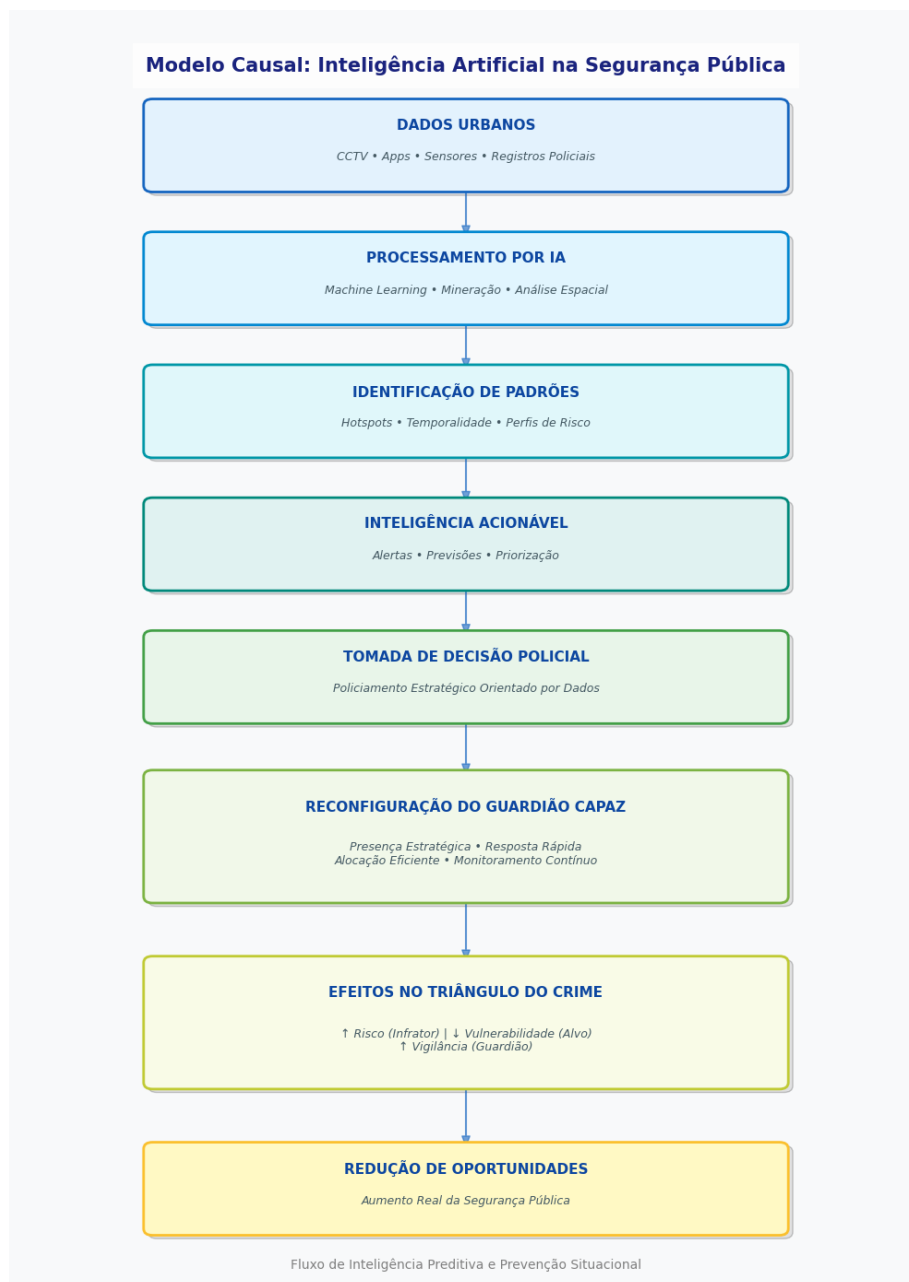 Modelo Causal: Inteligência Artificial na Segurança Pública
DADOS URBANOS
CCTV • Apps • Sensores • Registros Policiais
PROCESSAMENTO POR IA
Machine Learning • Mineração • Análise Espacial
IDENTIFICAÇÃO DE PADRÕES
Hotspots • Temporalidade • Perfis de Risco
INTELIGÊNCIA ACIONÁVEL
Alertas • Previsões • Priorização
TOMADA DE DECISÃO POLICIAL
Policiamento Estratégico Orientado por Dados
RECONFIGURAÇÃO DO GUARDIÃO CAPAZ
Presença Estratégica • Resposta Rápida
Alocação Eficiente • Monitoramento Contínuo
EFEITOS NO TRIÂNGULO DO CRIME
↑ Risco (Infrator) | ↓ Vulnerabilidade (Alvo)
↑ Vigilância (Guardião)
REDUÇÃO DE OPORTUNIDADES
Aumento Real da Segurança Pública
Fluxo de Inteligência Preditiva e Prevenção Situacional